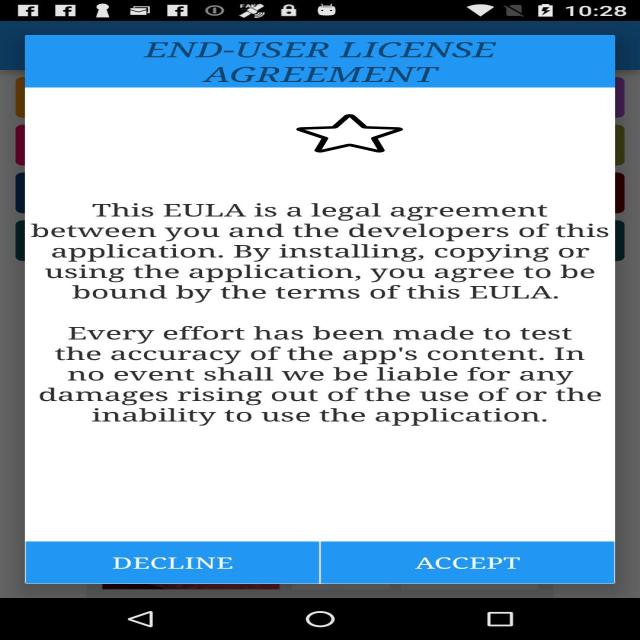 10:28
END-USER LICENSE
AGREEMENT
This EULA is a legal agreement
between you and the developers of this
application. By installing, copying or
using the application, you agree to be
bound by the terms of this EULA.
Every effort has been made to test
the accuracy of the app's content. In
no event shall we be liable for any
damages rising out of the use of or the
inability to use the application.
DECLINE
ACCEPT